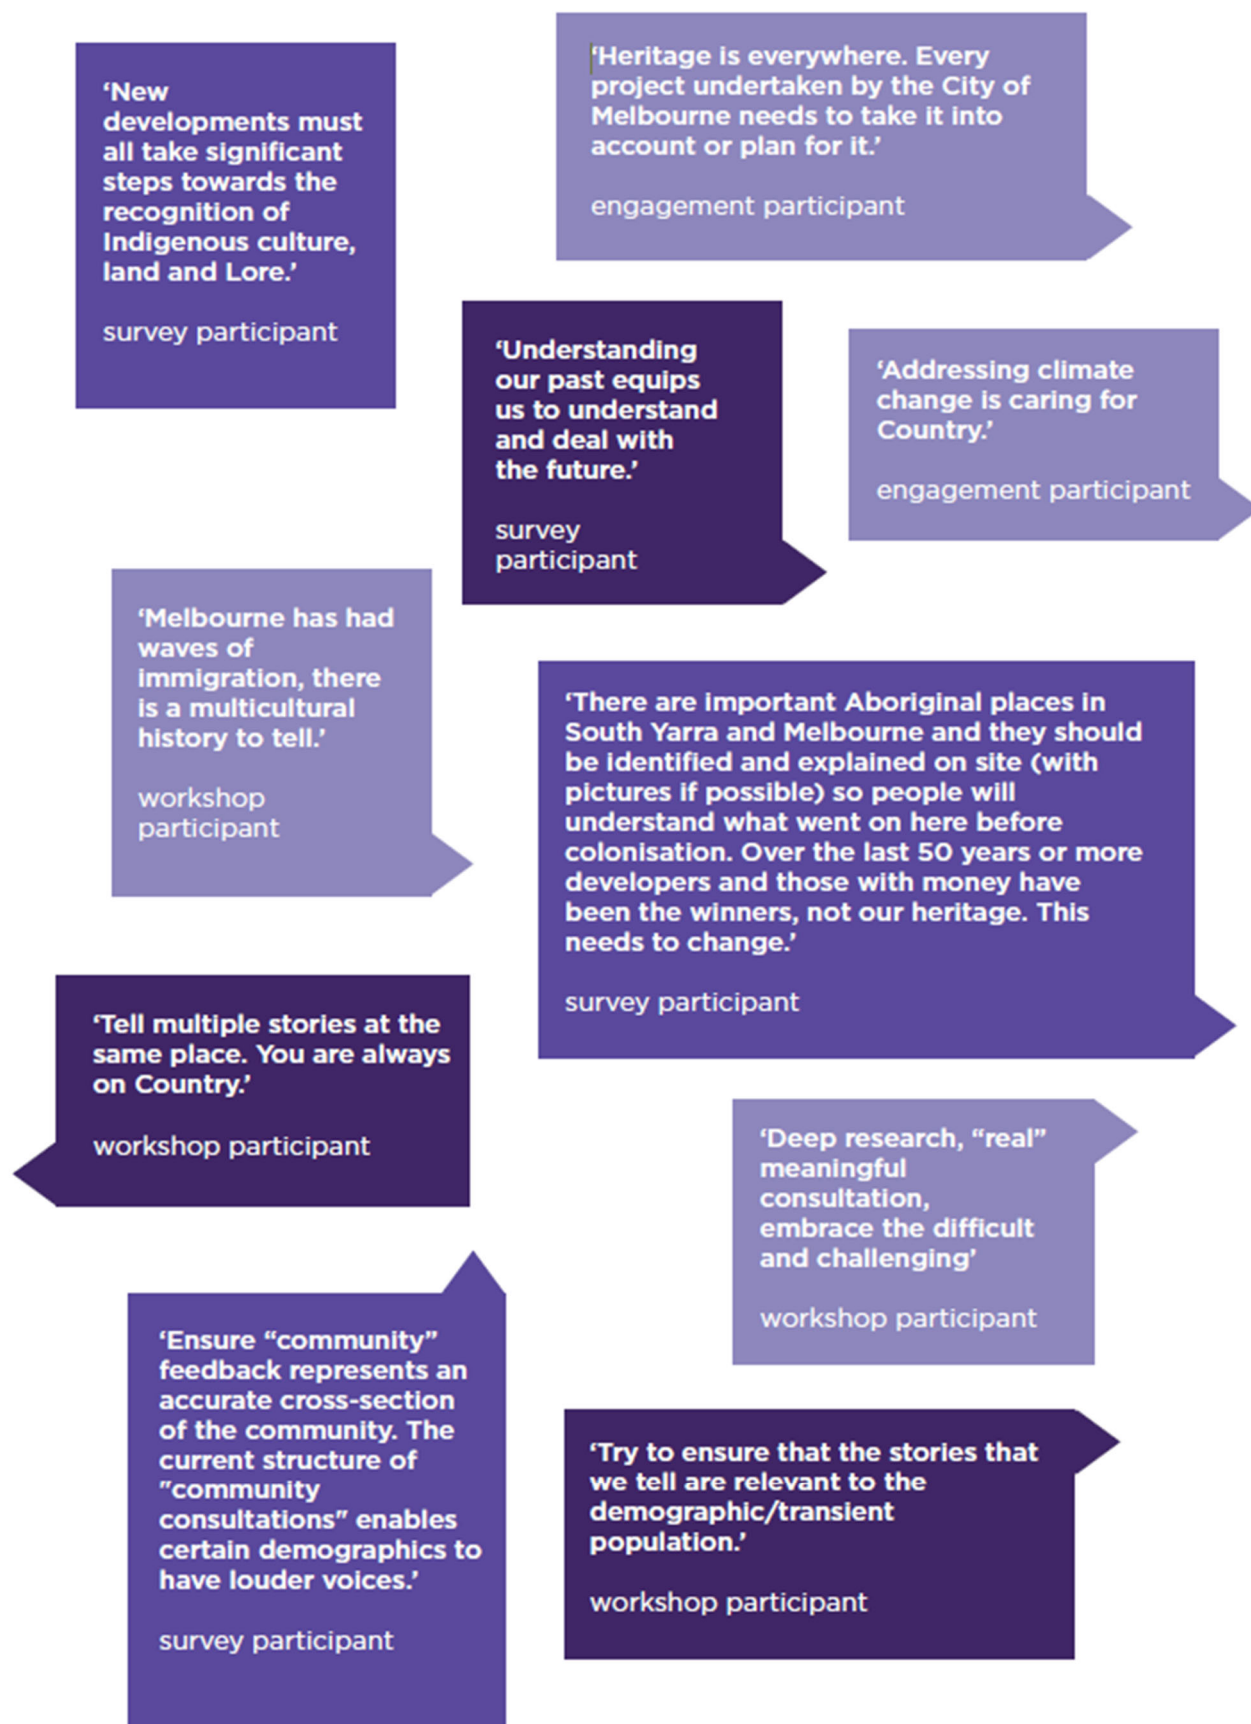 ‘New
developments must
all take significant
steps towards the
recognition of
Indigenous culture,
land and Lore.’
survey participant
‘Heritage is everywhere. Every
project undertaken by the City of
Melbourne needs to take it into
account or plan for it.’
engagement participant
‘Understanding
our past equips
us to understand
and deal with
the future.’
survey
participant
‘Addressing climate
change is caring for
Country.’
engagement participant
‘Melbourne has had
waves of
immigration, there
is a multicultural
history to tell.’
workshop
participant
‘There are important Aboriginal places in
South Yarra and Melbourne and they should
be identified and explained on site (with
pictures if possible) so people will
understand what went on here before
colonisation. Over the last 50 years or more
developers and those with money have
been the winners, not our heritage. This
needs to change.’
survey participant
‘Tell multiple stories at the
same place. You are always
on Country.’
workshop participant
‘Deep research, “real”
meaningful
consultation,
embrace the difficult
and challenging’
workshop participant
‘Ensure “community”
feedback represents an
accurate cross-section
of the community. The
current structure of
"community
consultations" enables
certain demographics to
have louder voices.’
survey participant
‘Try to ensure that the stories that
we tell are relevant to the
demographic/transient
population.’
workshop participant